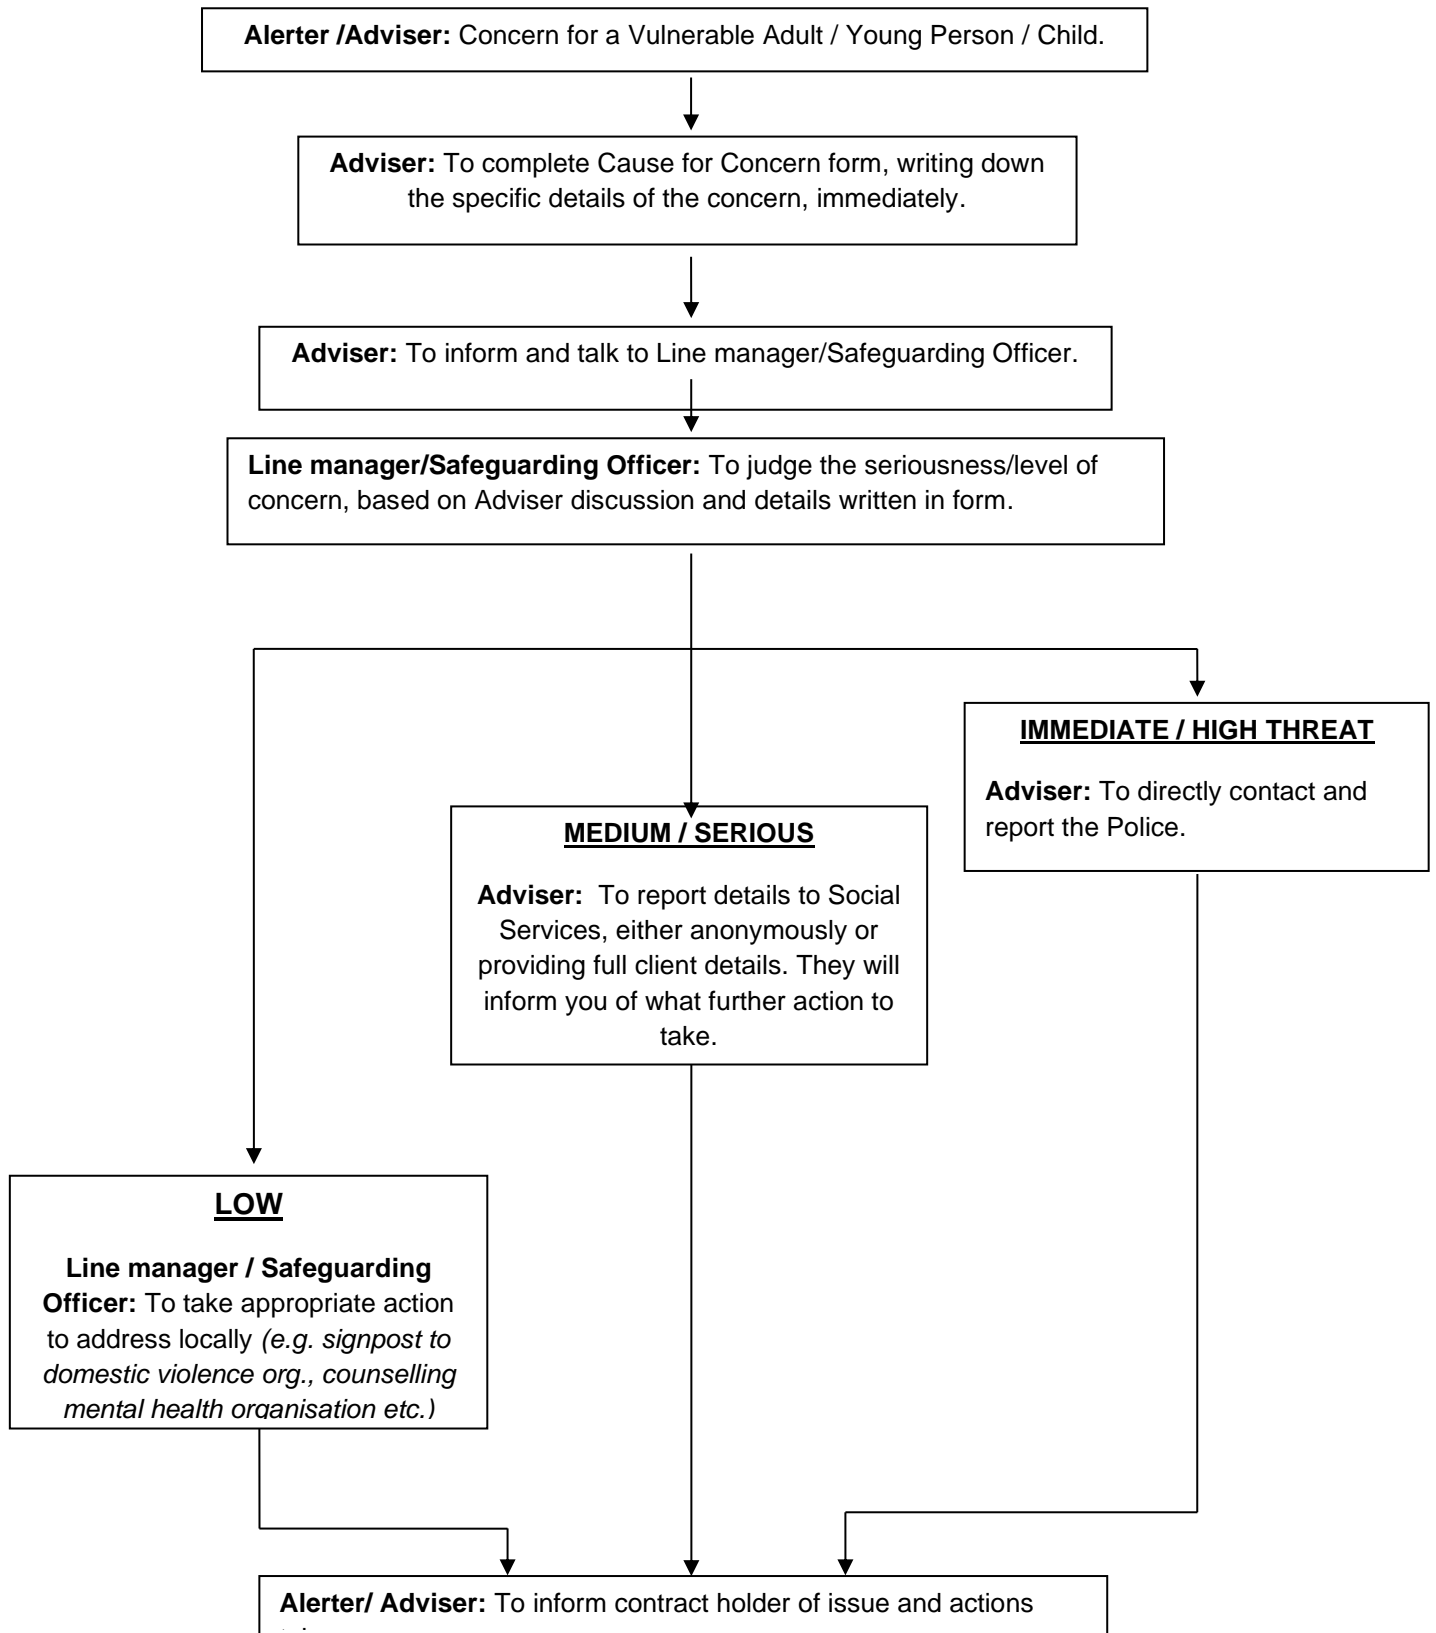 Alerter /Adviser: Concern for a Vulnerable Adult / Young Person / Child.
Adviser: To complete Cause for Concern form, writing down
the specific details of the concern, immediately.
Adviser: To inform and talk to Line manager/Safeguarding Officer.
Line manager/Safeguarding Officer: To judge the seriousness/level of
concern, based on Adviser discussion and details written in form.
IMMEDIATE / HIGH THREAT
Adviser: To directly contact and
report the Police.
MEDIUM / SERIOUS
Adviser:  To report details to Social
Services, either anonymously or
providing full client details. They will
inform you of what further action to
take.
LOW
Line manager / Safeguarding
Officer: To take appropriate action
to address locally (e.g. signpost to
domestic violence org., counselling
mental health organisation etc.)
Alerter/ Adviser: To inform contract holder of issue and actions